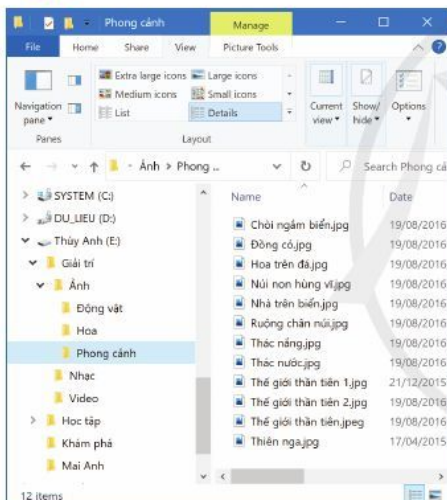 Phong cảnh
Manage
File Home Share View Picture Tools
Extra large icons Large icons
Medium icons Small icons
List Details
Navigation pane
Current view
Show/ hide
Options
Panes
Layout
Ảnh > Phong ...
Search Phong cả
SYSTEM (C:)
DU_LIEU (D:)
Thùy Anh (E:)
Giải trí
Ảnh
Động vật
Hoa
Phong cảnh
Nhạc
Video
Học tập
Khám phá
Mai Anh
Name Date
Chòi ngắm biển.jpg 19/08/2016
Đồng cỏ.jpg 19/08/2016
Hoa trên đá.jpg 19/08/2016
Núi non hùng vĩ.jpg 19/08/2016
Nhà trên biển.jpg 19/08/2016
Ruộng chân núi.jpg 19/08/2016
Thác nắng.jpg 19/08/2016
Thác nước.jpg 19/08/2016
Thế giới thần tiên 1.jpg 21/12/2015
Thế giới thần tiên 2.jpg 19/08/2016
Thế giới thần tiên.jpeg 19/08/2016
Thiên nga.jpg 17/04/2015
12 items